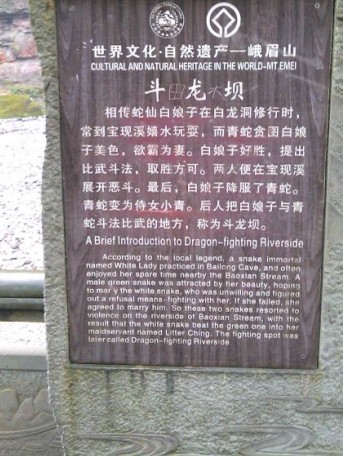 世界文化·自然遗产—峨眉山
CULTURAL AND NATURAL HERITAGE IN THE WORLD-MT.EMEI
斗龙坝
相传蛇仙白娘子在白龙洞修行时，
常到宝现溪嬉水玩耍，而青蛇贪图白娘
子美色，欲霸为妻。白娘子好胜，提出
比武斗法，取胜方可。两人便在宝现溪
展开恶斗。最后，白娘子降服了青蛇。
青蛇变为侍女小青。后人把白娘子与青
蛇斗法比武的地方，称为斗龙坝。
A Brief Introduction to Dragon-fighting Riverside
According to the local legend, a snake immortal
named White Lady practiced in Bailong Cave, and often
enjoyed her spare time nearby the Baoxian Stream. A
male green snake was attracted by her beauty, hoping
to marry the white snake, who was unwilling and figured
out a refusal means-fighting with her. If she failed, she
agreed to marry him. So these two snakes resorted to
violence on the riverside of Baoxian Stream, with the
result that the white snake beat the green one into her
maidservant named Litter Ching. The fighting spot was
later called Dragon-fighting Riverside